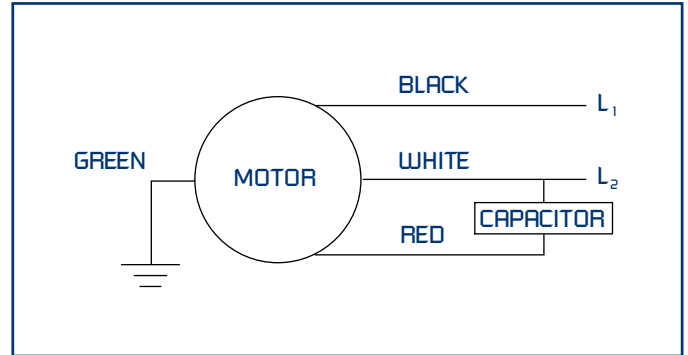 BLACK
L1
GREEN
MOTOR
WHITE
L2
CAPACITOR
RED